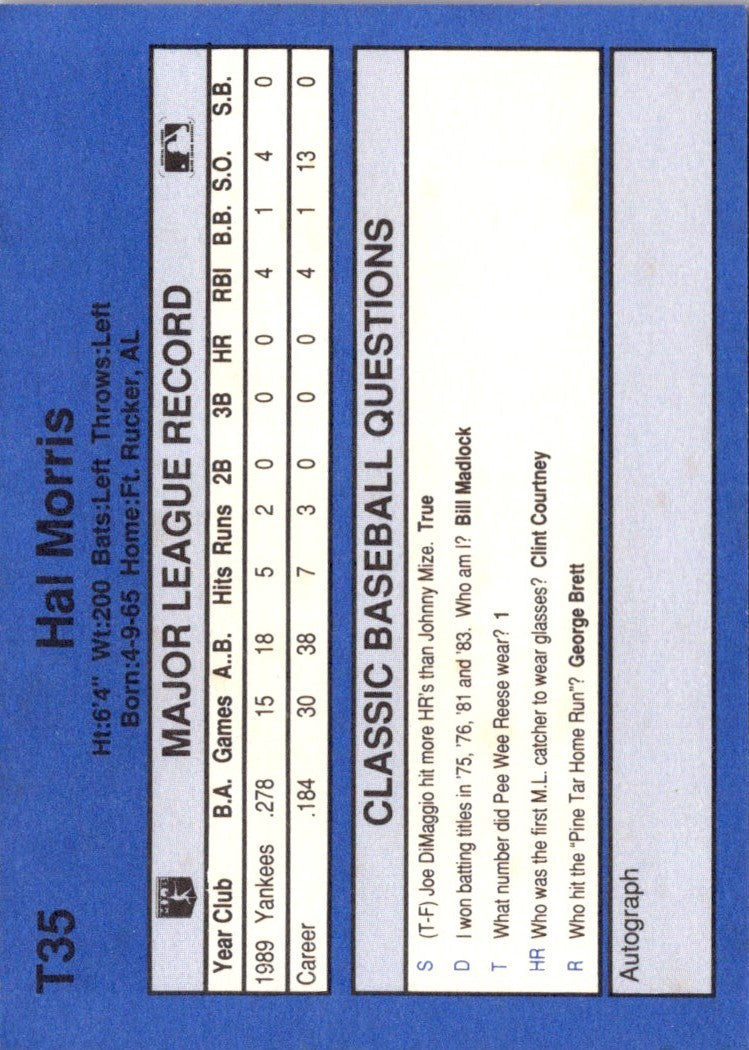 T35 Hal Morris
Ht:6'4" Wt:200 Bats:Left Throws:Left
Born:4-9-65 Home:Ft. Rucker, AL
MAJOR LEAGUE RECORD
Year Club B.A. Games A..B. Hits Runs 2B 3B HR RBI B.B. S.O. S.B.
1989 Yankees .278 15 18 5 2 0 0 0 4 1 4 0
Career .184 30 38 7 3 0 0 0 4 1 13 0
CLASSIC BASEBALL QUESTIONS
S (T-F) Joe DiMaggio hit more HR's than Johnny Mize. True
D I won batting titles in '75, '76, '81 and '83. Who am I? Bill Madlock
T What number did Pee Wee Reese wear? 1
HR Who was the first M.L. catcher to wear glasses? Clint Courtney
R Who hit the "Pine Tar Home Run"? George Brett
Autograph